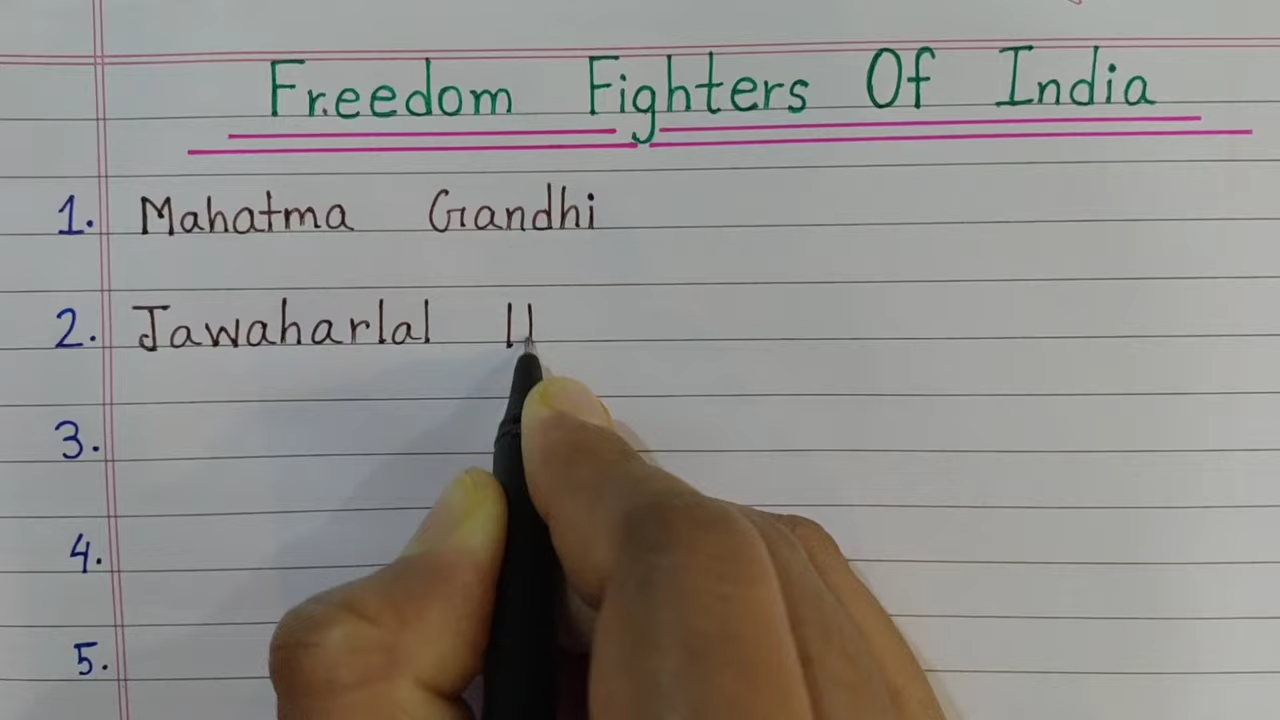 Freedom Fighters Of India
1. Mahatma Gandhi
2. Jawaharlal
3.
4.
5.